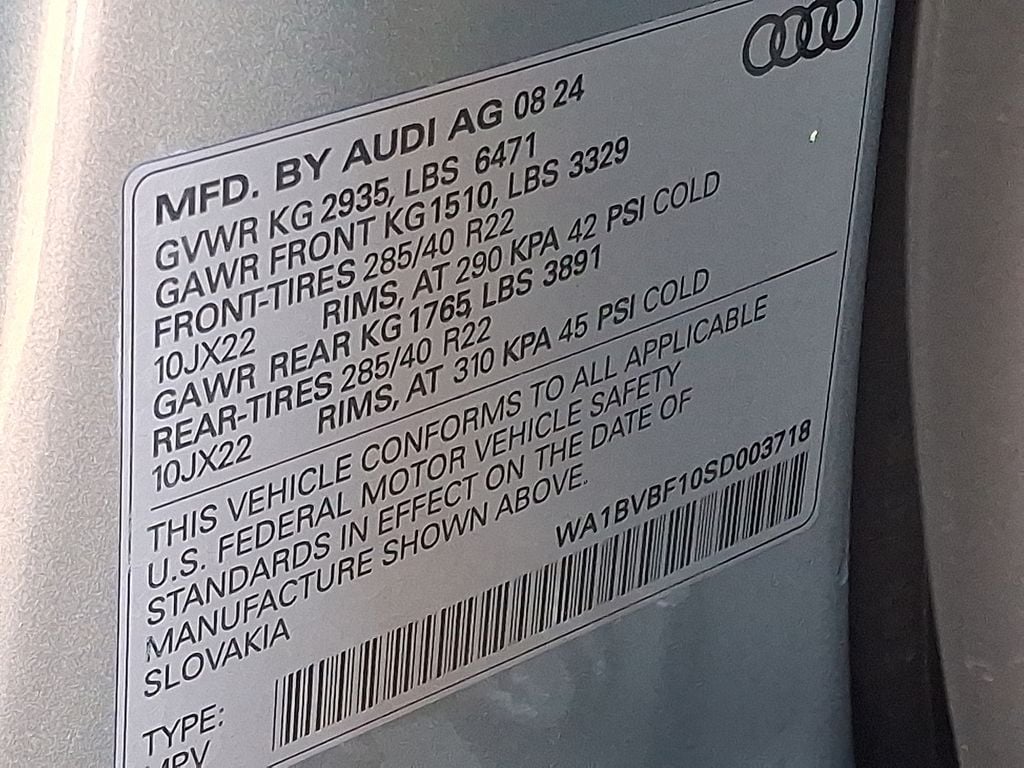 MFD. BY AUDI AG 08 24
GVWR KG 2935, LBS 6471
GAWR FRONT KG1510, LBS 3329
FRONT-TIRES 285/40 R22
10JX22 RIMS, AT 290 KPA 42 PSI COLD
GAWR REAR KG 1765, LBS 3891
REAR-TIRES 285/40 R22
10JX22 RIMS, AT 310 KPA 45 PSI COLD
THIS VEHICLE CONFORMS TO ALL APPLICABLE
U.S. FEDERAL MOTOR VEHICLE SAFETY
STANDARDS IN EFFECT ON THE DATE OF
MANUFACTURE SHOWN ABOVE.
SLOVAKIA
WA1BVBF10SD003718
TYPE:
MPV